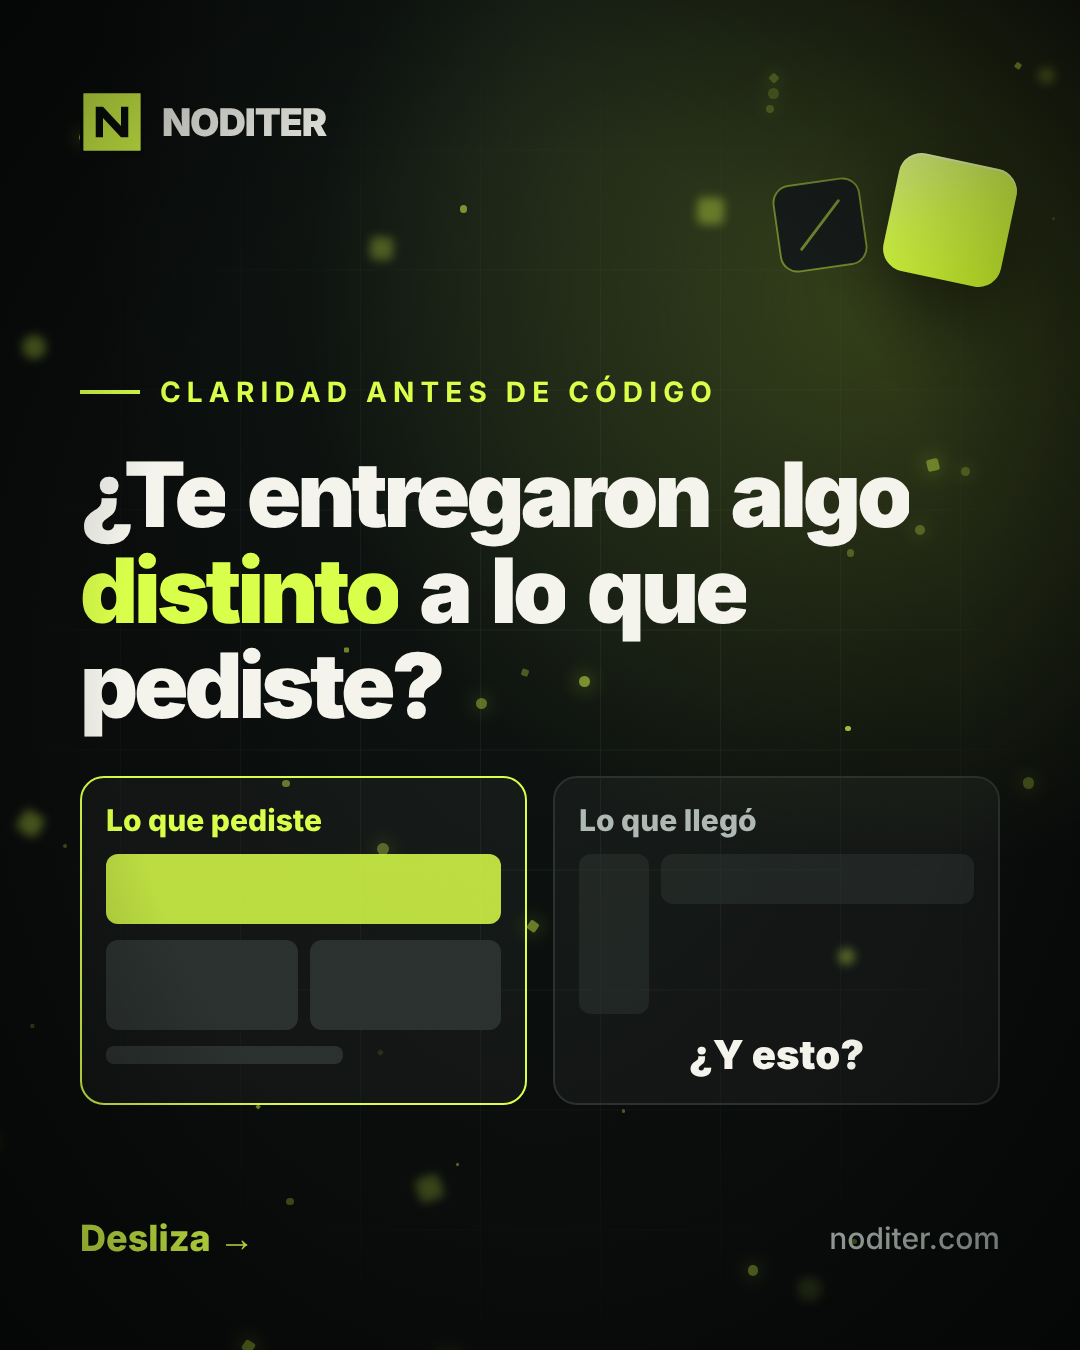 N NODITER
CLARIDAD ANTES DE CÓDIGO
¿Te entregaron algo
distinto a lo que
pediste?
Lo que pediste
Lo que llegó
¿Y esto?
Desliza →
noditer.com